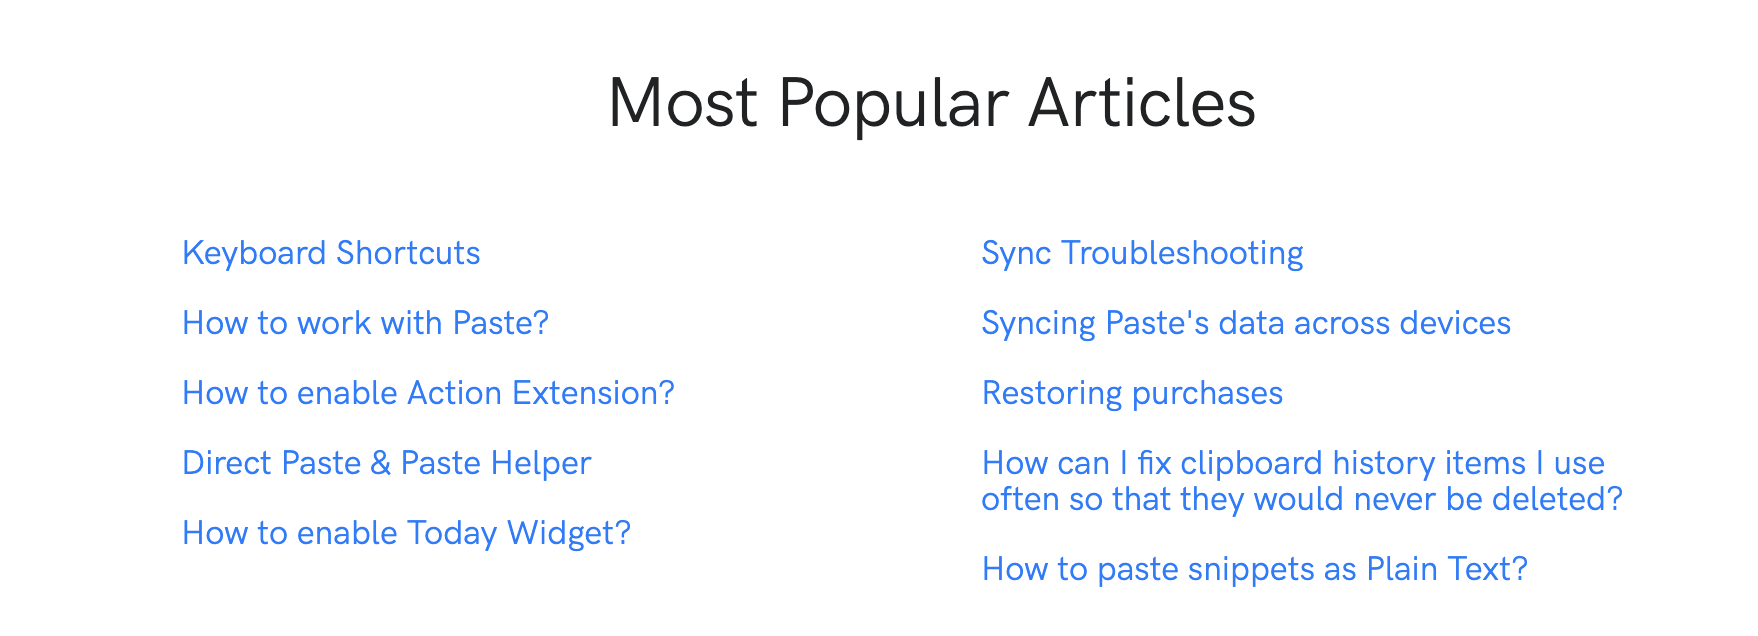 Most Popular Articles
Keyboard Shortcuts
How to work with Paste?
How to enable Action Extension?
Direct Paste & Paste Helper
How to enable Today Widget?
Sync Troubleshooting
Syncing Paste's data across devices
Restoring purchases
How can I fix clipboard history items I use
often so that they would never be deleted?
How to paste snippets as Plain Text?